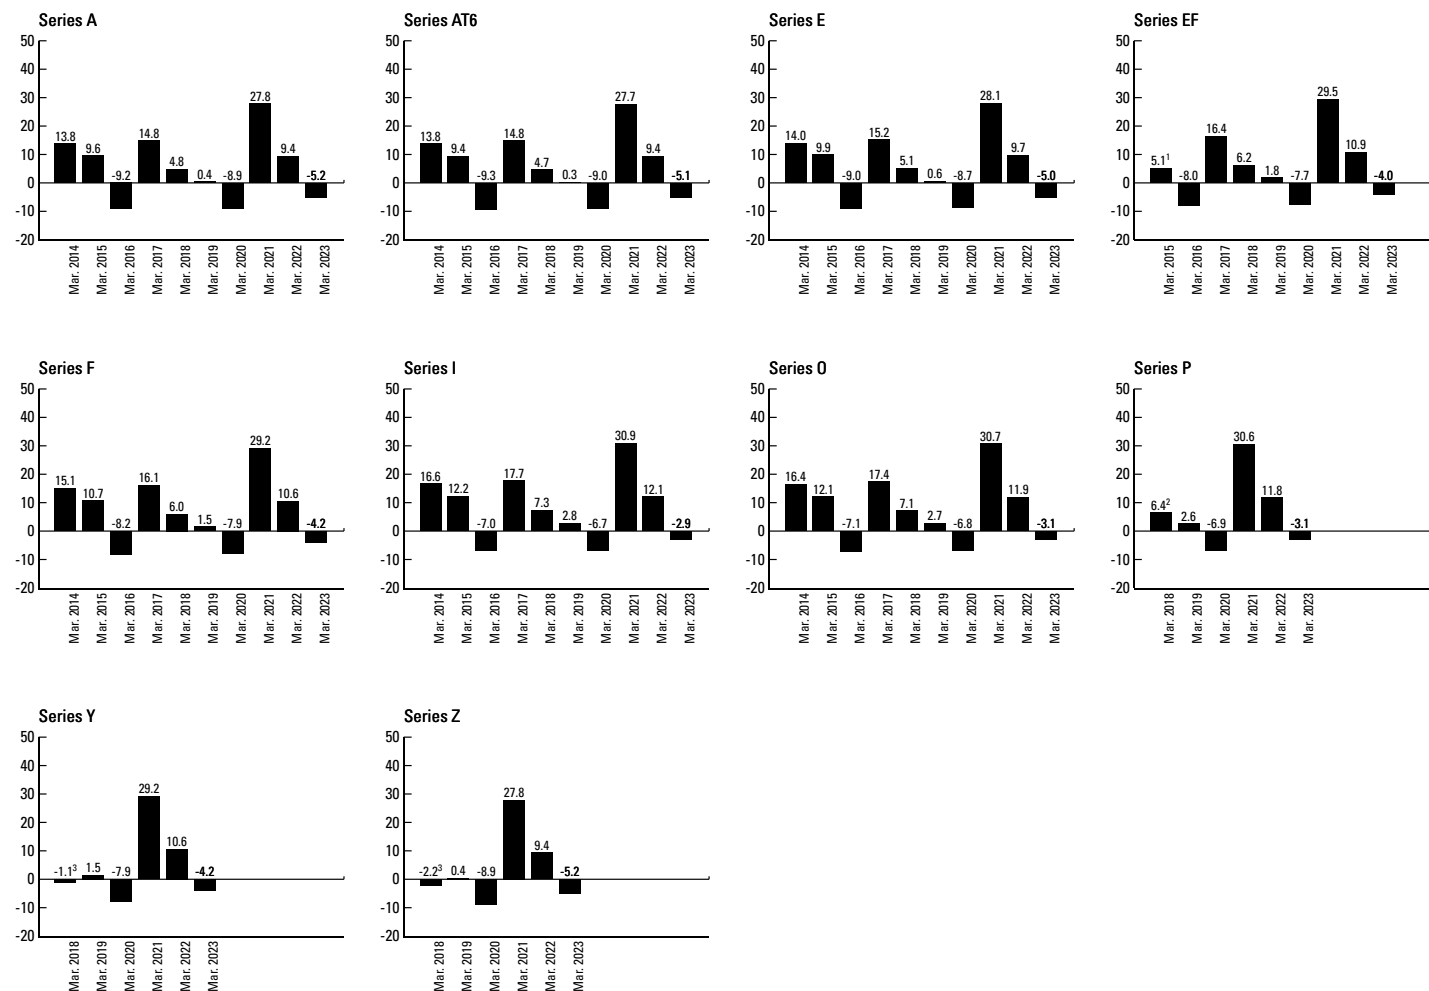 Series A
50
40
30
20
10
0
-10
-20
13.8
9.6
-9.2
14.8
4.8
0.4
-8.9
27.8
9.4
-5.2
Mar. 2014
Mar. 2015
Mar. 2016
Mar. 2017
Mar. 2018
Mar. 2019
Mar. 2020
Mar. 2021
Mar. 2022
Mar. 2023
Series AT6
50
40
30
20
10
0
-10
-20
13.8
9.4
-9.3
14.8
4.7
0.3
-9.0
27.7
9.4
-5.1
Mar. 2014
Mar. 2015
Mar. 2016
Mar. 2017
Mar. 2018
Mar. 2019
Mar. 2020
Mar. 2021
Mar. 2022
Mar. 2023
Series E
50
40
30
20
10
0
-10
-20
14.0
9.9
-9.0
15.2
5.1
0.6
-8.7
28.1
9.7
-5.0
Mar. 2014
Mar. 2015
Mar. 2016
Mar. 2017
Mar. 2018
Mar. 2019
Mar. 2020
Mar. 2021
Mar. 2022
Mar. 2023
Series EF
50
40
30
20
10
0
-10
-20
5.1¹
-8.0
16.4
6.2
1.8
-7.7
29.5
10.9
-4.0
Mar. 2015
Mar. 2016
Mar. 2017
Mar. 2018
Mar. 2019
Mar. 2020
Mar. 2021
Mar. 2022
Mar. 2023
Series F
50
40
30
20
10
0
-10
-20
15.1
10.7
-8.2
16.1
6.0
1.5
-7.9
29.2
10.6
-4.2
Mar. 2014
Mar. 2015
Mar. 2016
Mar. 2017
Mar. 2018
Mar. 2019
Mar. 2020
Mar. 2021
Mar. 2022
Mar. 2023
Series I
50
40
30
20
10
0
-10
-20
16.6
12.2
-7.0
17.7
7.3
2.8
-6.7
30.9
12.1
-2.9
Mar. 2014
Mar. 2015
Mar. 2016
Mar. 2017
Mar. 2018
Mar. 2019
Mar. 2020
Mar. 2021
Mar. 2022
Mar. 2023
Series O
50
40
30
20
10
0
-10
-20
16.4
12.1
-7.1
17.4
7.1
2.7
-6.8
30.7
11.9
-3.1
Mar. 2014
Mar. 2015
Mar. 2016
Mar. 2017
Mar. 2018
Mar. 2019
Mar. 2020
Mar. 2021
Mar. 2022
Mar. 2023
Series P
50
40
30
20
10
0
-10
-20
6.4²
2.6
-6.9
30.6
11.8
-3.1
Mar. 2018
Mar. 2019
Mar. 2020
Mar. 2021
Mar. 2022
Mar. 2023
Series Y
50
40
30
20
10
0
-10
-20
-1.1³
1.5
-7.9
29.2
10.6
-4.2
Mar. 2018
Mar. 2019
Mar. 2020
Mar. 2021
Mar. 2022
Mar. 2023
Series Z
50
40
30
20
10
0
-10
-20
-2.2³
0.4
-8.9
27.8
9.4
-5.2
Mar. 2018
Mar. 2019
Mar. 2020
Mar. 2021
Mar. 2022
Mar. 2023